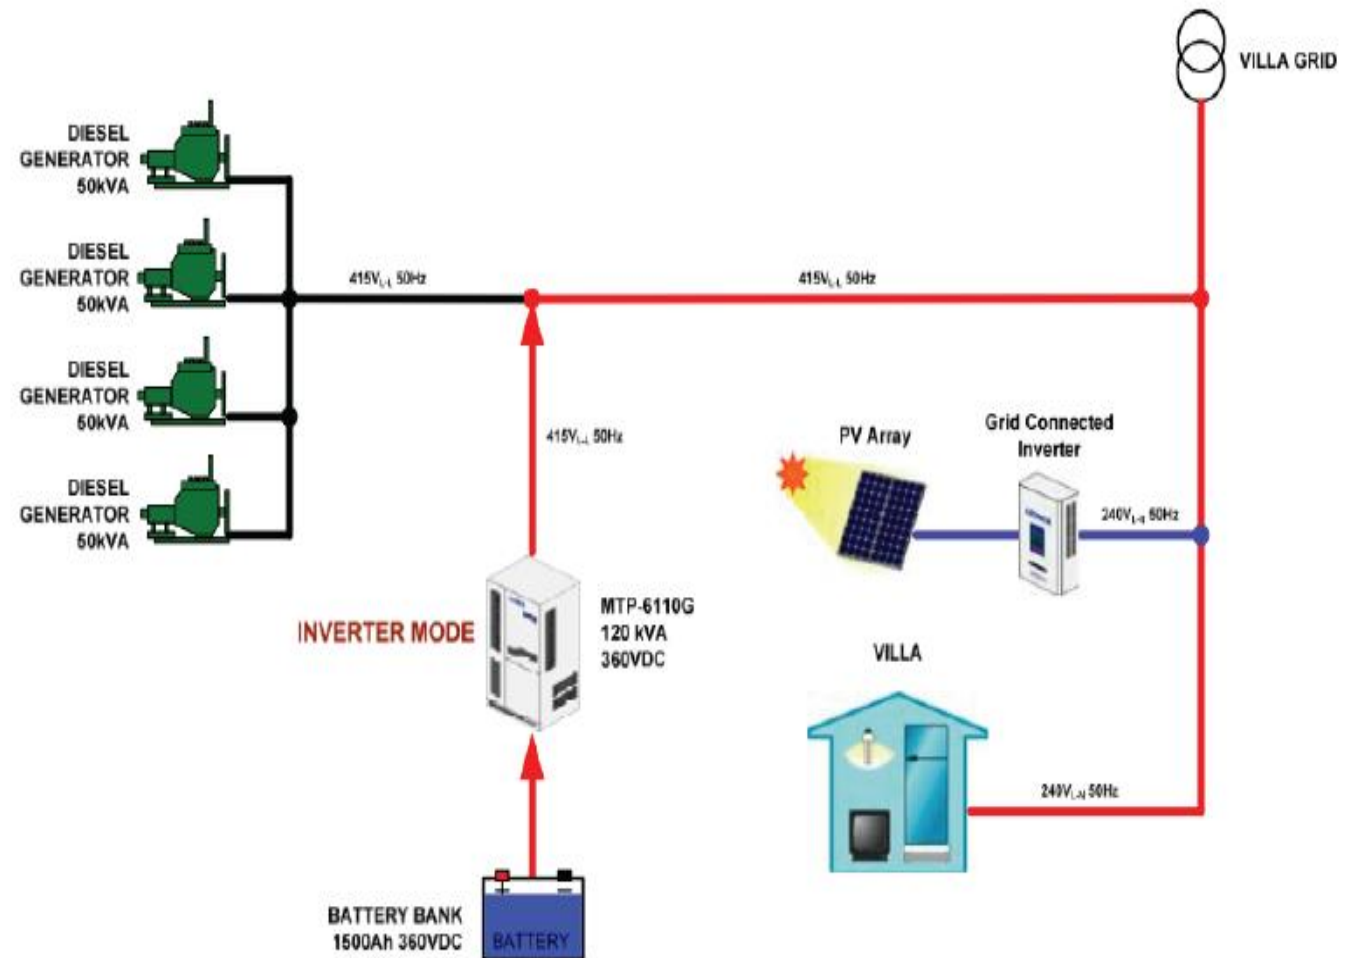 VILLA GRID
DIESEL
GENERATOR
50kVA
DIESEL
GENERATOR
50kVA
415V L-L 50Hz
415V L-L 50Hz
DIESEL
GENERATOR
50kVA
415V L-L 50Hz
DIESEL
GENERATOR
50kVA
PV Array
Grid Connected
Inverter
240V L-N 50Hz
INVERTER MODE
MTP-6110G
120 kVA
360VDC
VILLA
240V L-N 50Hz
BATTERY BANK
1500Ah 360VDC
BATTERY